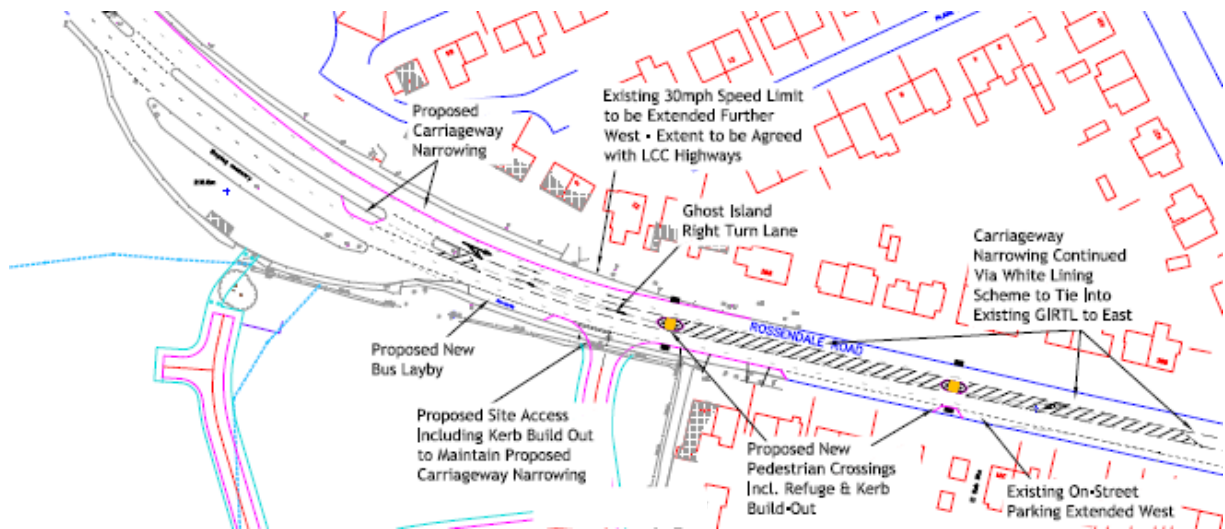 Proposed
Carriageway
Narrowing
Existing 30mph Speed Limit
to be Extended Further
West - Extent to be Agreed
with LCC Highways
Ghost Island
Right Turn Lane
Carriageway
Narrowing Continued
Via White Lining
Scheme to Tie Into
Existing GIRTL to East
ROSSENDALE ROAD
Proposed New
Bus Layby
Proposed Site Access
Including Kerb Build Out
to Maintain Proposed
Carriageway Narrowing
Proposed New
Pedestrian Crossings
Incl. Refuge & Kerb
Build-Out
Existing On-Street
Parking Extended West